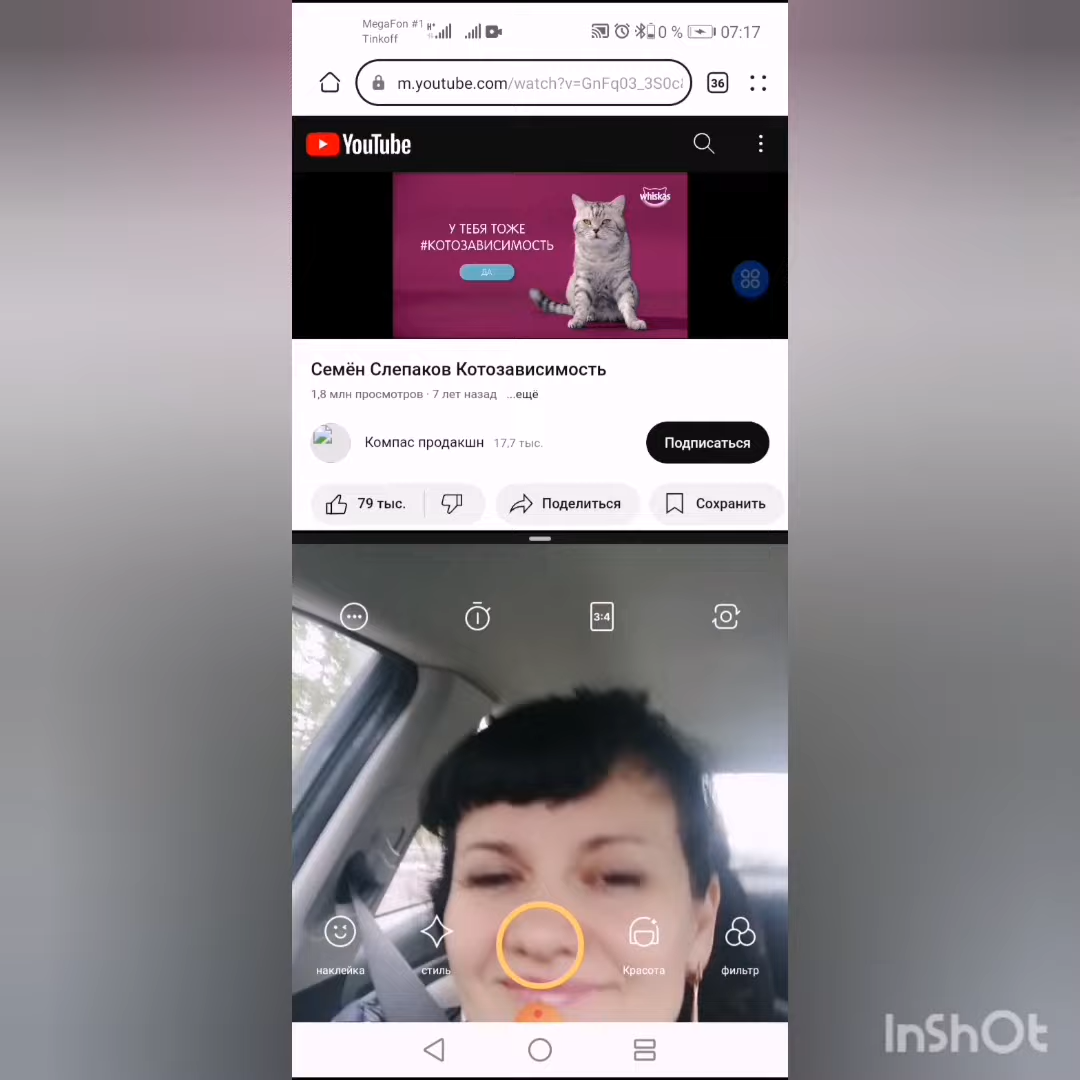 MegaFon #1
Tinkoff
0 %
07:17
m.youtube.com/watch?v=GnFq03_3S0c
36
YouTube
whiskas
У ТЕБЯ ТОЖЕ
#КОТОЗАВИСИМОСТЬ
ДА
Семён Слепаков Котозависимость
1,8 млн просмотров · 7 лет назад ...ещё
Компас продакшн 17,7 тыс.
Подписаться
79 тыс.
Поделиться
Сохранить
3:4
наклейка
стиль
Красота
фильтр
InShOt